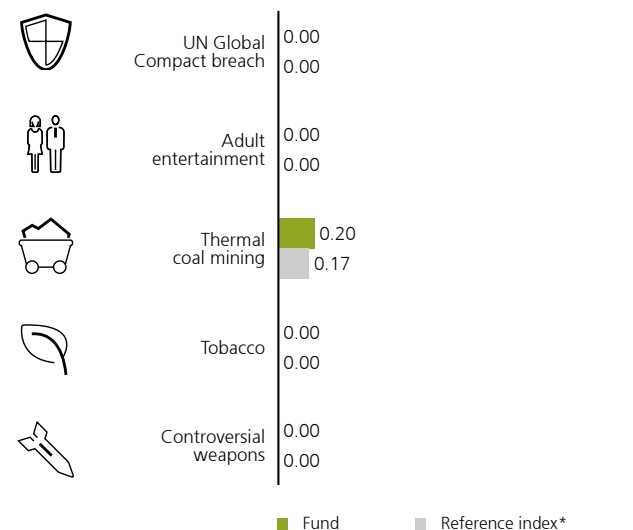 UN Global
Compact breach
0.00
0.00
Adult
entertainment
0.00
0.00
Thermal
coal mining
0.20
0.17
Tobacco
0.00
0.00
Controversial
weapons
0.00
0.00
Fund
Reference index*